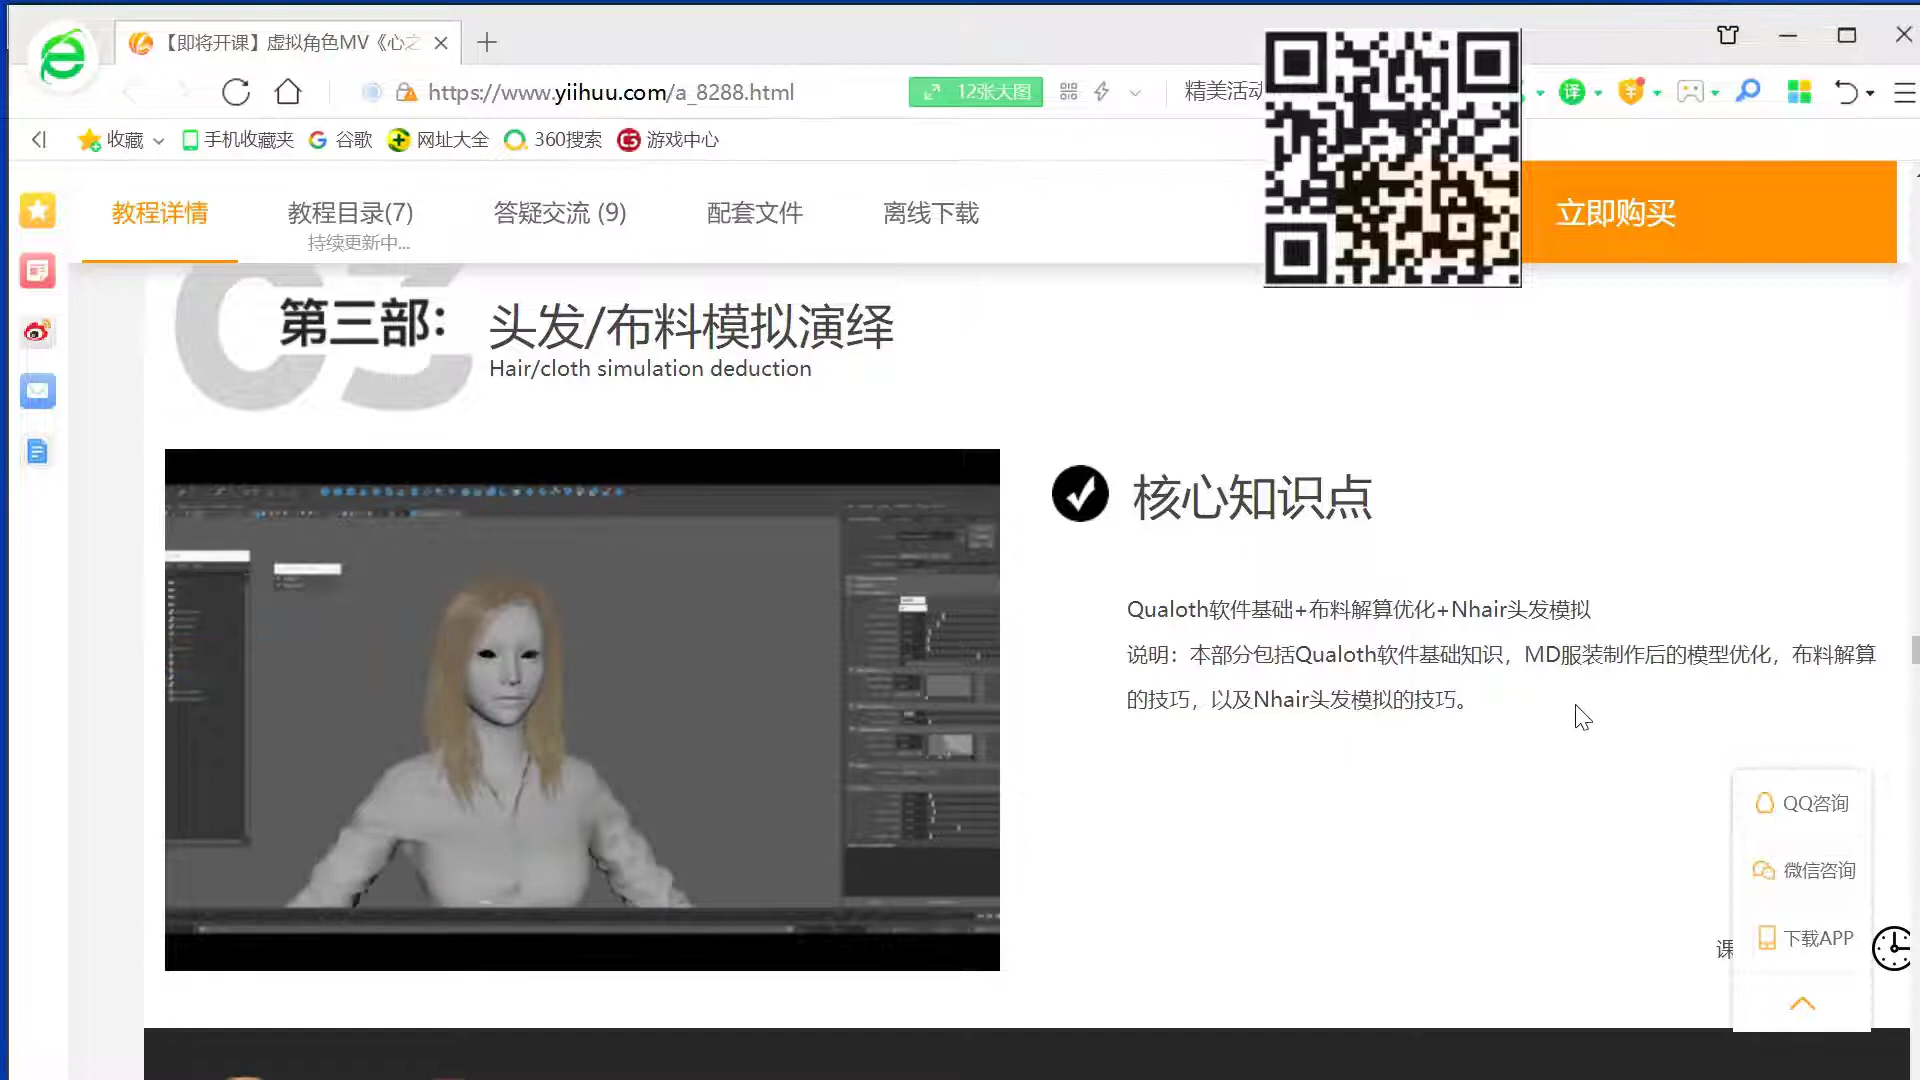 【即将开课】虚拟角色MV《心之
https://www.yiihuu.com/a_8288.html
12张大图
精美活动
译
收藏
手机收藏夹
谷歌
网址大全
360搜索
游戏中心
教程详情
教程目录(7)
持续更新中...
答疑交流 (9)
配套文件
离线下载
立即购买
03
第三部：
头发/布料模拟演绎
Hair/cloth simulation deduction
核心知识点
Qualoth软件基础+布料解算优化+Nhair头发模拟
说明：本部分包括Qualoth软件基础知识，MD服装制作后的模型优化，布料解算
的技巧，以及Nhair头发模拟的技巧。
QQ咨询
微信咨询
课
下载APP